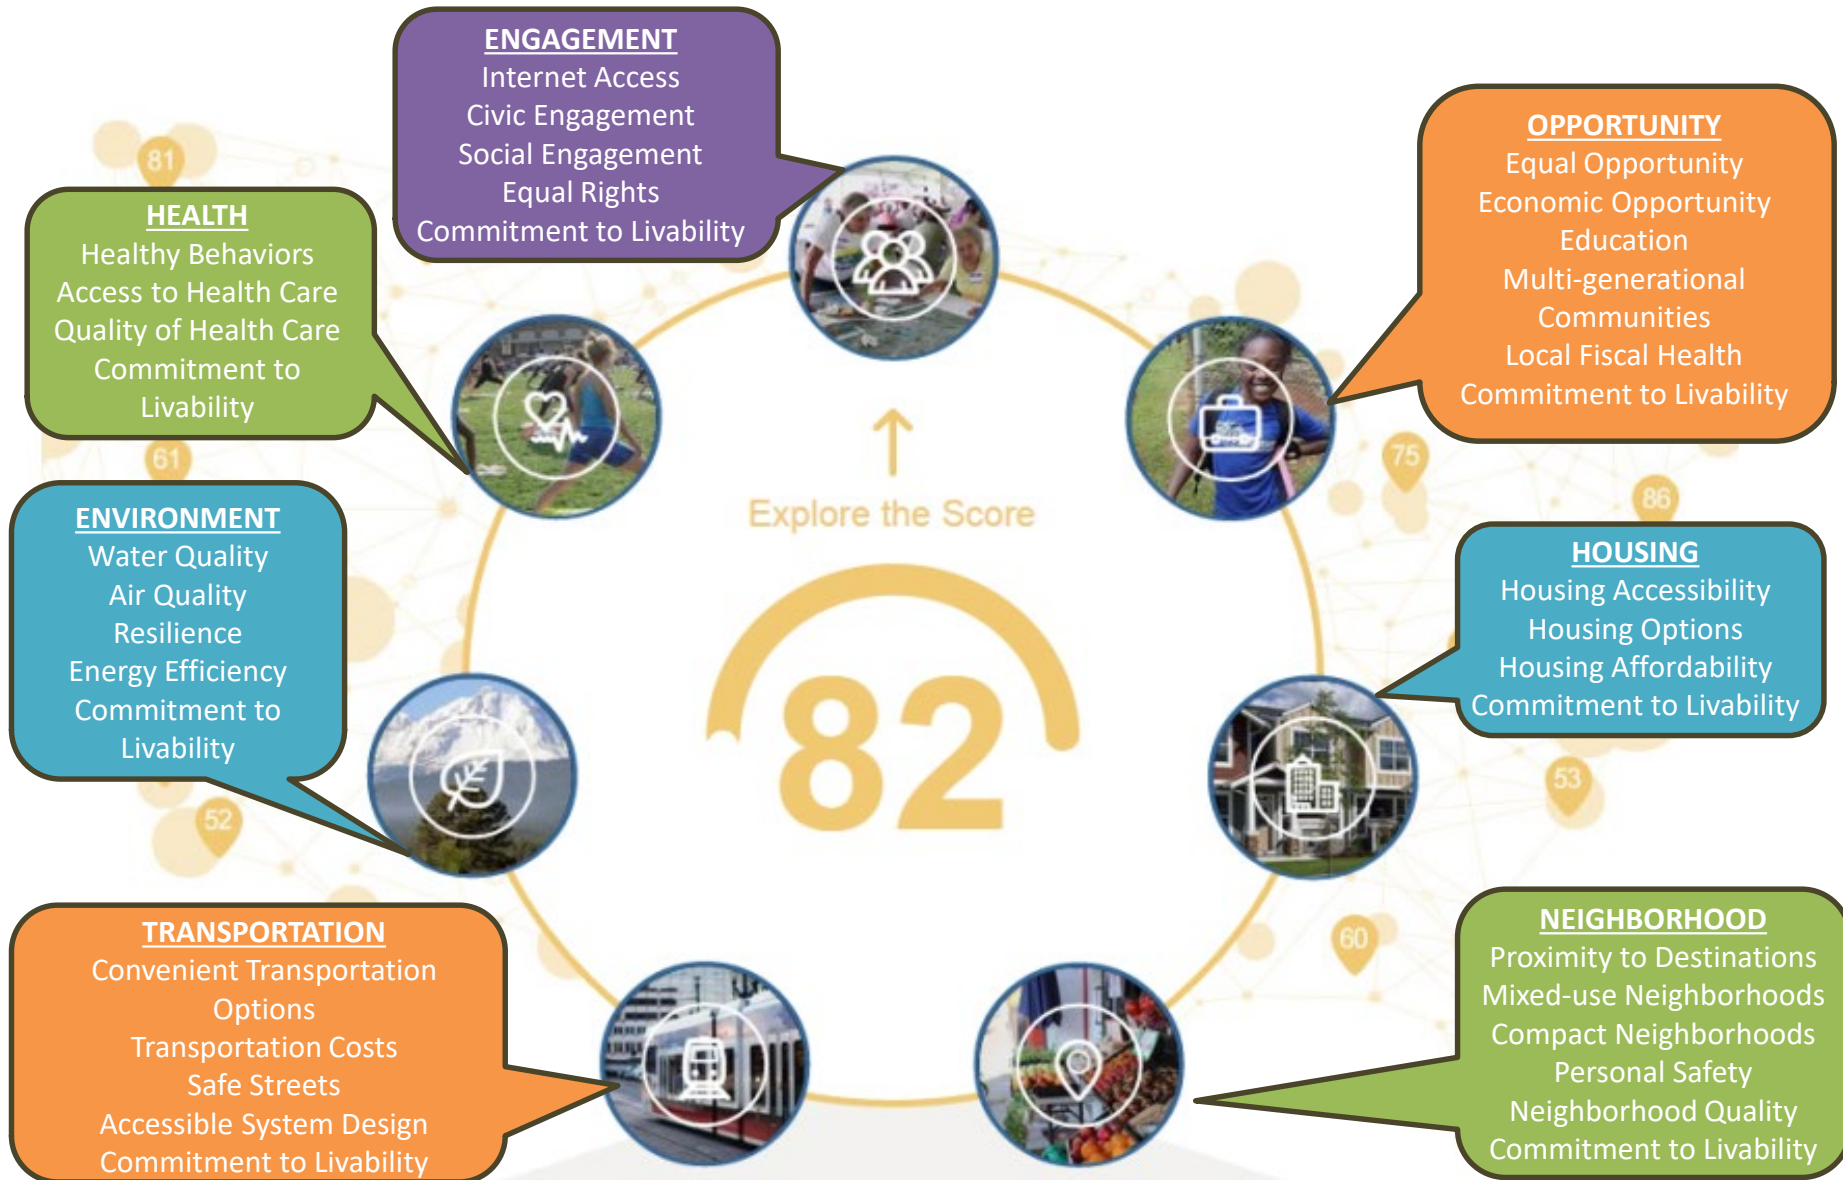 ENGAGEMENT
Internet Access
Civic Engagement
Social Engagement
Equal Rights
Commitment to Livability
OPPORTUNITY
Equal Opportunity
Economic Opportunity
Education
Multi-generational
Communities
Local Fiscal Health
Commitment to Livability
81
HEALTH
Healthy Behaviors
Access to Health Care
Quality of Health Care
Commitment to
Livability
61
75
86
Explore the Score
82
ENVIRONMENT
Water Quality
Air Quality
Resilience
Energy Efficiency
Commitment to
Livability
HOUSING
Housing Accessibility
Housing Options
Housing Affordability
Commitment to Livability
52
53
60
TRANSPORTATION
Convenient Transportation
Options
Transportation Costs
Safe Streets
Accessible System Design
Commitment to Livability
NEIGHBORHOOD
Proximity to Destinations
Mixed-use Neighborhoods
Compact Neighborhoods
Personal Safety
Neighborhood Quality
Commitment to Livability